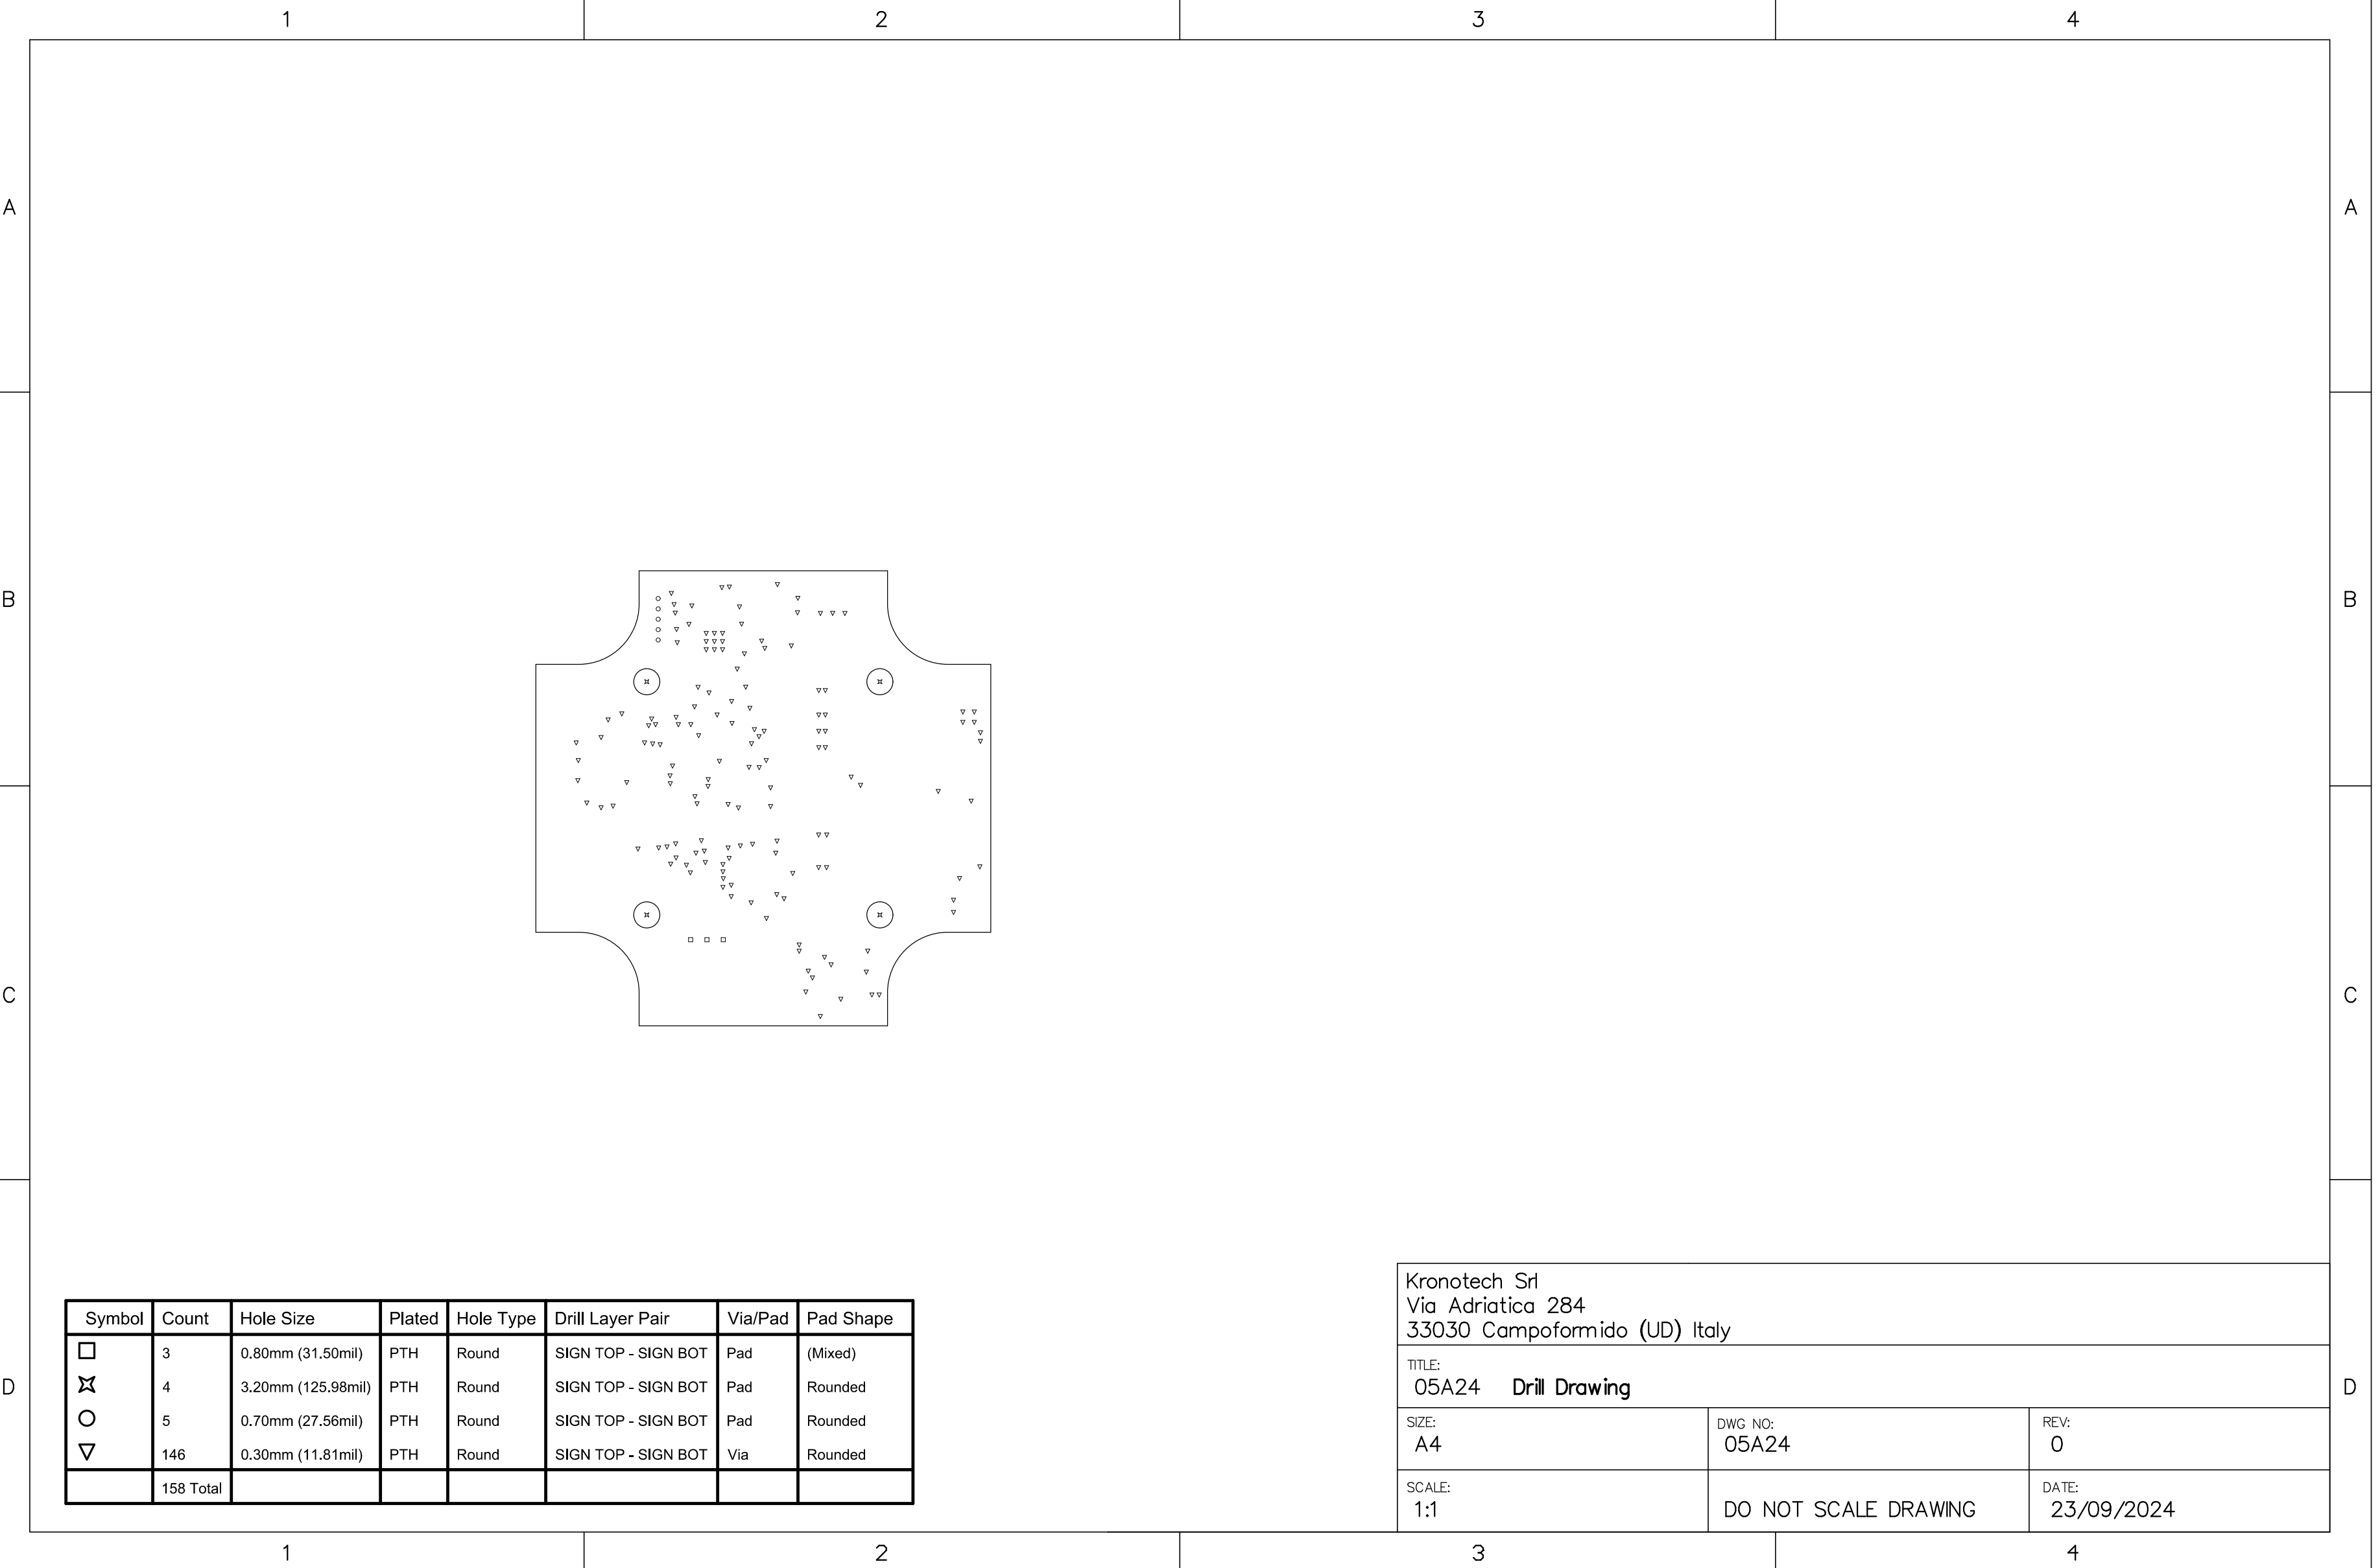 1 2 3 4
A A
B B
C C
D D
Symbol Count Hole Size Plated Hole Type Drill Layer Pair Via/Pad Pad Shape
3 0.80mm (31.50mil) PTH Round SIGN TOP - SIGN BOT Pad (Mixed)
4 3.20mm (125.98mil) PTH Round SIGN TOP - SIGN BOT Pad Rounded
5 0.70mm (27.56mil) PTH Round SIGN TOP - SIGN BOT Pad Rounded
146 0.30mm (11.81mil) PTH Round SIGN TOP - SIGN BOT Via Rounded
158 Total
Kronotech Srl
Via Adriatica 284
33030 Campoformido (UD) Italy
TITLE:
05A24 Drill Drawing
SIZE: DWG NO: REV:
A4 05A24 0
SCALE: DATE:
1:1 DO NOT SCALE DRAWING 23/09/2024
1 2 3 4